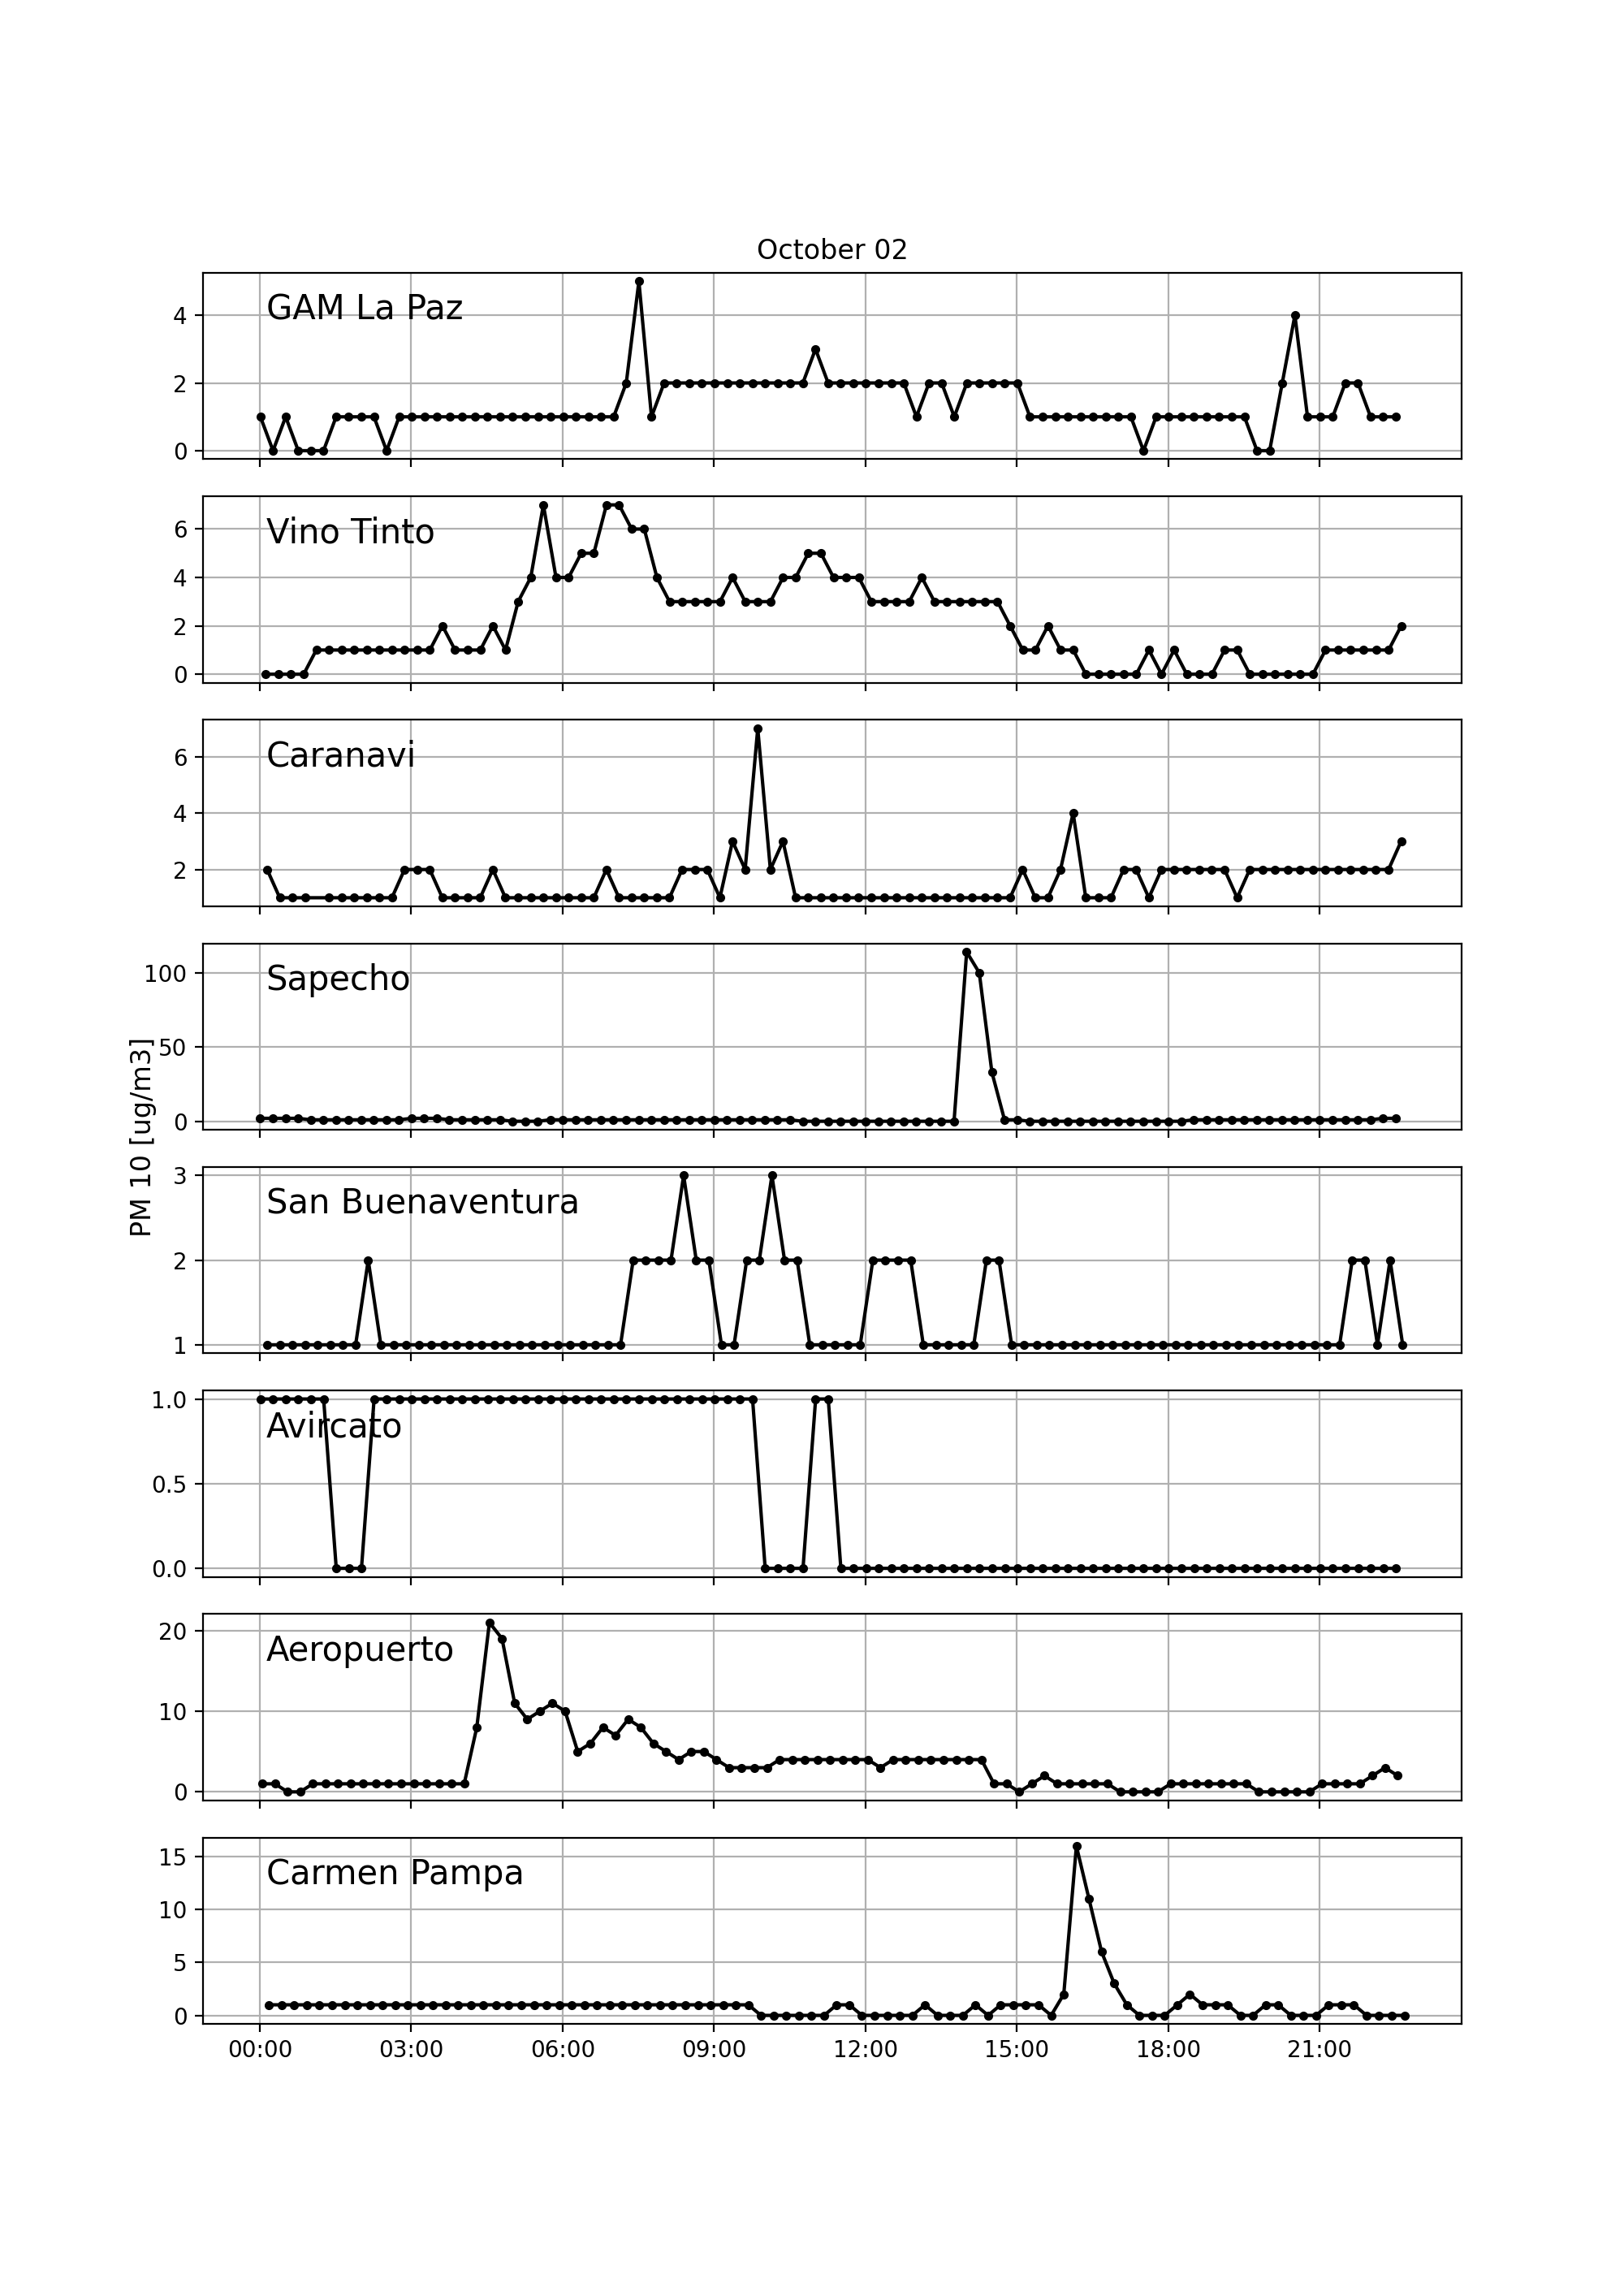 October 02
GAM La Paz
4
2
0
Vino Tinto
6
4
2
0
Caranavi
6
4
2
Sapecho
100
50
0
PM 10 [ug/m3]
San Buenaventura
3
2
1
Avircato
1.0
0.5
0.0
Aeropuerto
20
10
0
Carmen Pampa
15
10
5
0
00:00 03:00 06:00 09:00 12:00 15:00 18:00 21:00